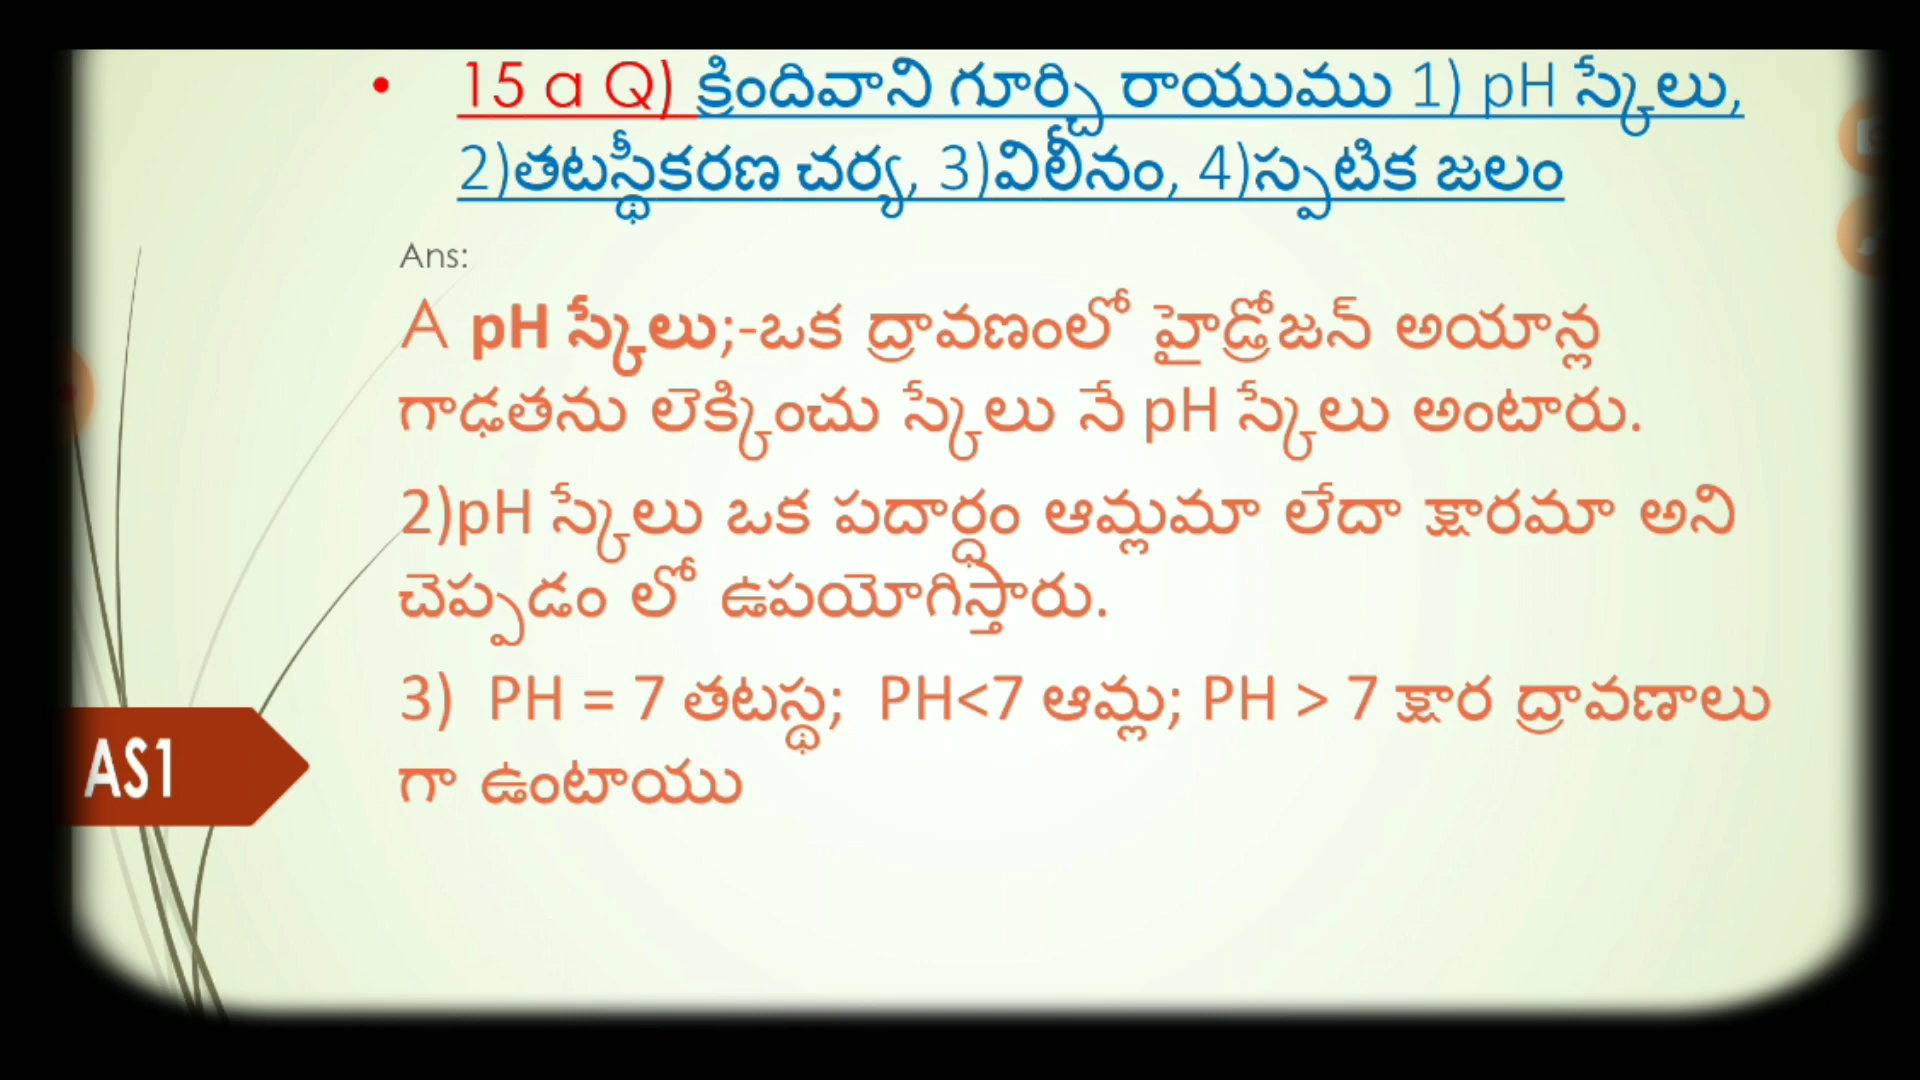 • 15 a Q) క్రిందివాని గూర్చి రాయుము 1) pH స్కేలు,
2)తటస్థీకరణ చర్య, 3)విలీనం, 4)స్పటిక జలం
Ans:
A pH స్కేలు;-ఒక ద్రావణంలో హైడ్రోజన్ అయాన్ల
గాఢతను లెక్కించు స్కేలు నే pH స్కేలు అంటారు.
2)pH స్కేలు ఒక పదార్ధం ఆమ్లమా లేదా క్షారమా అని
చెప్పడం లో ఉపయోగిస్తారు.
3) PH = 7 తటస్థ; PH<7 ఆమ్ల; PH > 7 క్షార ద్రావణాలు
గా ఉంటాయు
AS1